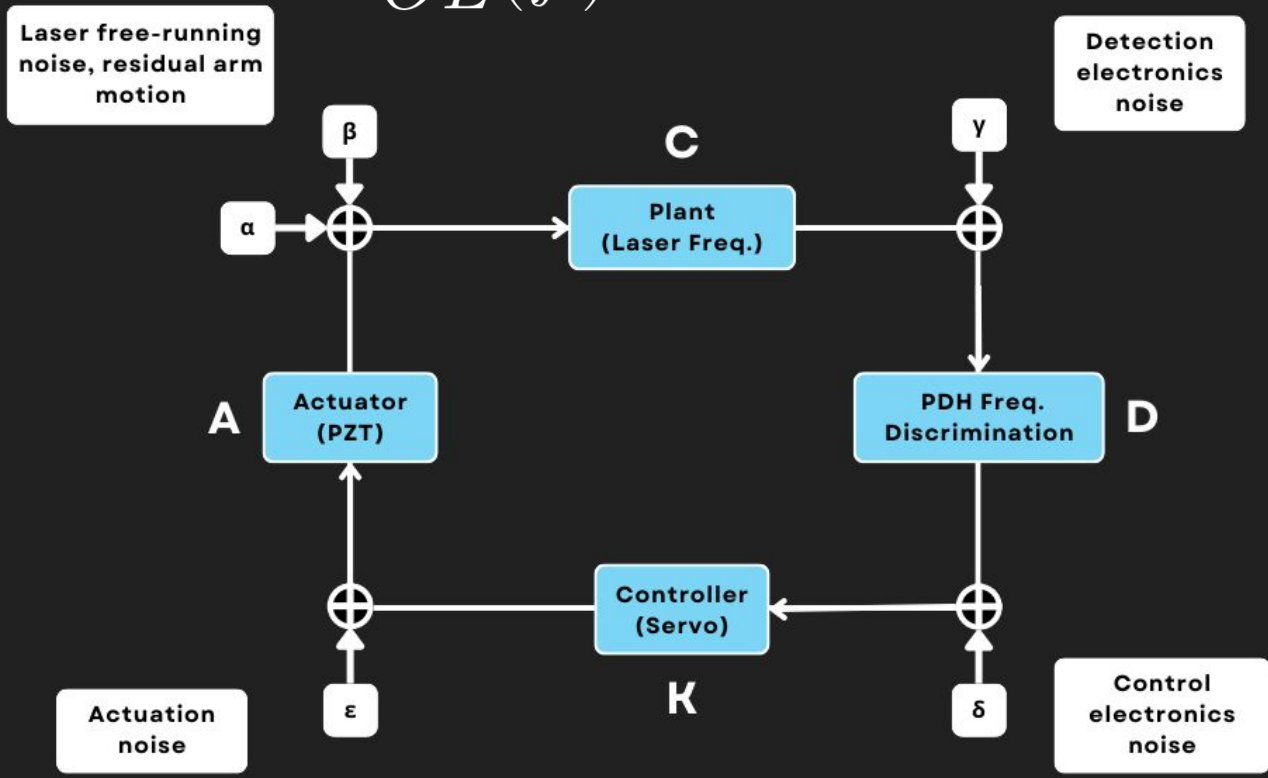 Laser free-running
noise, residual arm
motion
Detection
electronics
noise
β
γ
C
α
Plant
(Laser Freq.)
A
Actuator
(PZT)
PDH Freq.
Discrimination
D
Controller
(Servo)
K
ε
δ
Actuation
noise
Control
electronics
noise